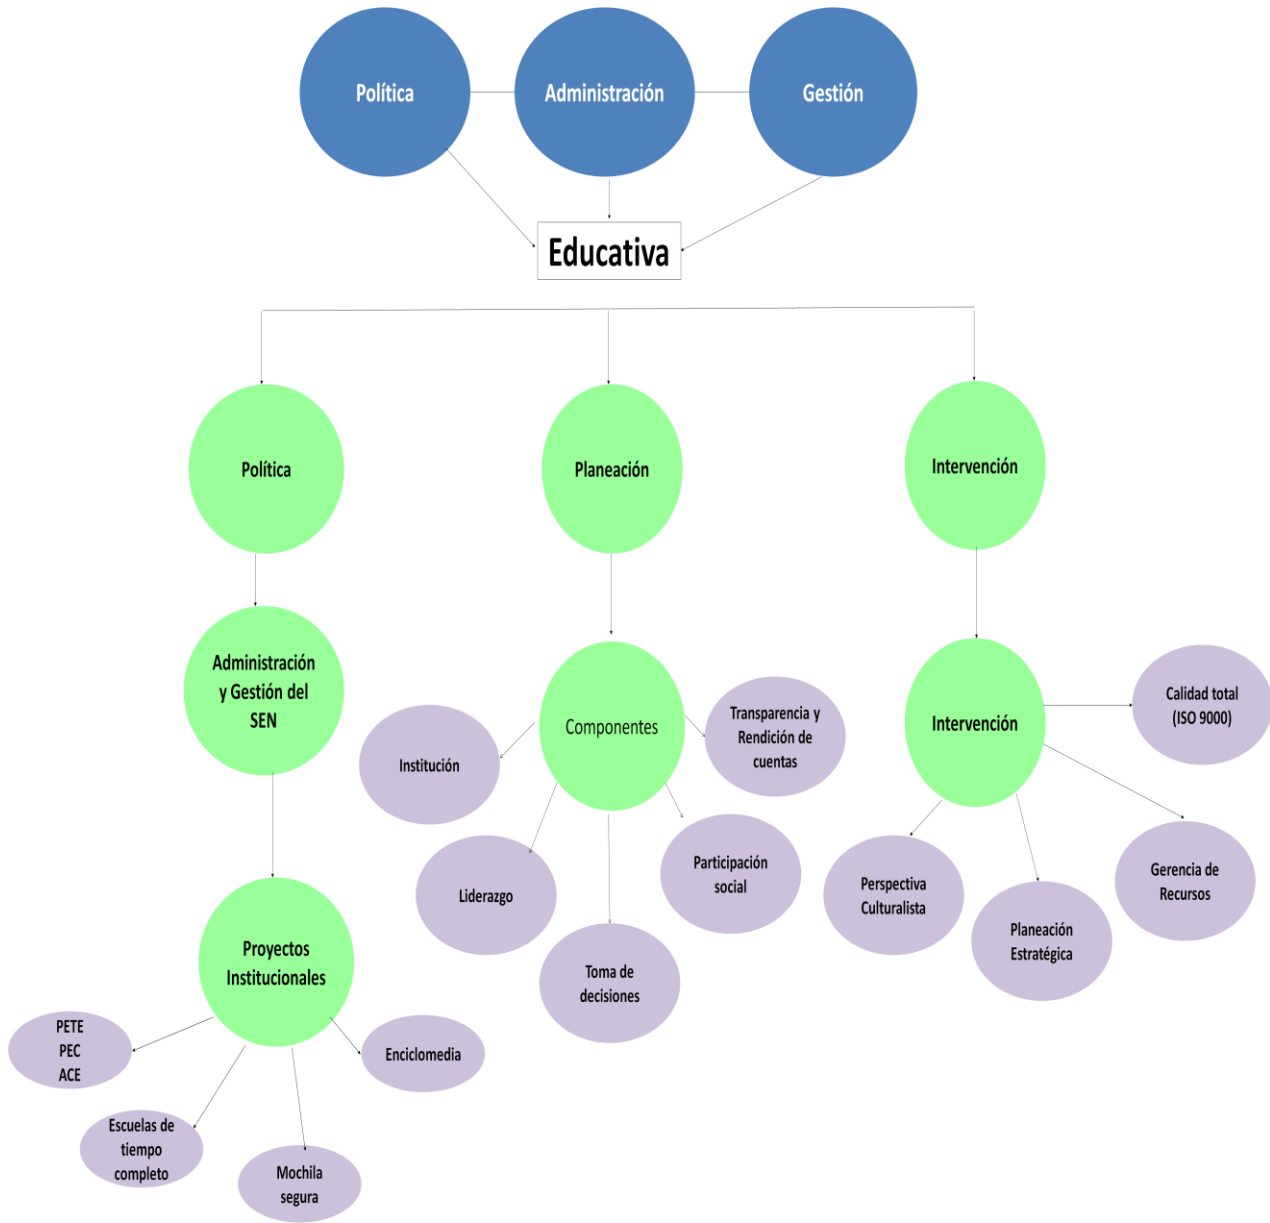 Política
Administración
Gestión
Educativa
Política
Planeación
Intervención
Administración
y Gestión del
SEN
Componentes
Intervención
Institución
Liderazgo
Toma de
decisiones
Participación
social
Transparencia y
Rendición de
cuentas
Calidad total
(ISO 9000)
Gerencia de
Recursos
Planeación
Estratégica
Perspectiva
Culturalista
Proyectos
Institucionales
PETE
PEC
ACE
Escuelas de
tiempo
completo
Mochila
segura
Enciclomedia